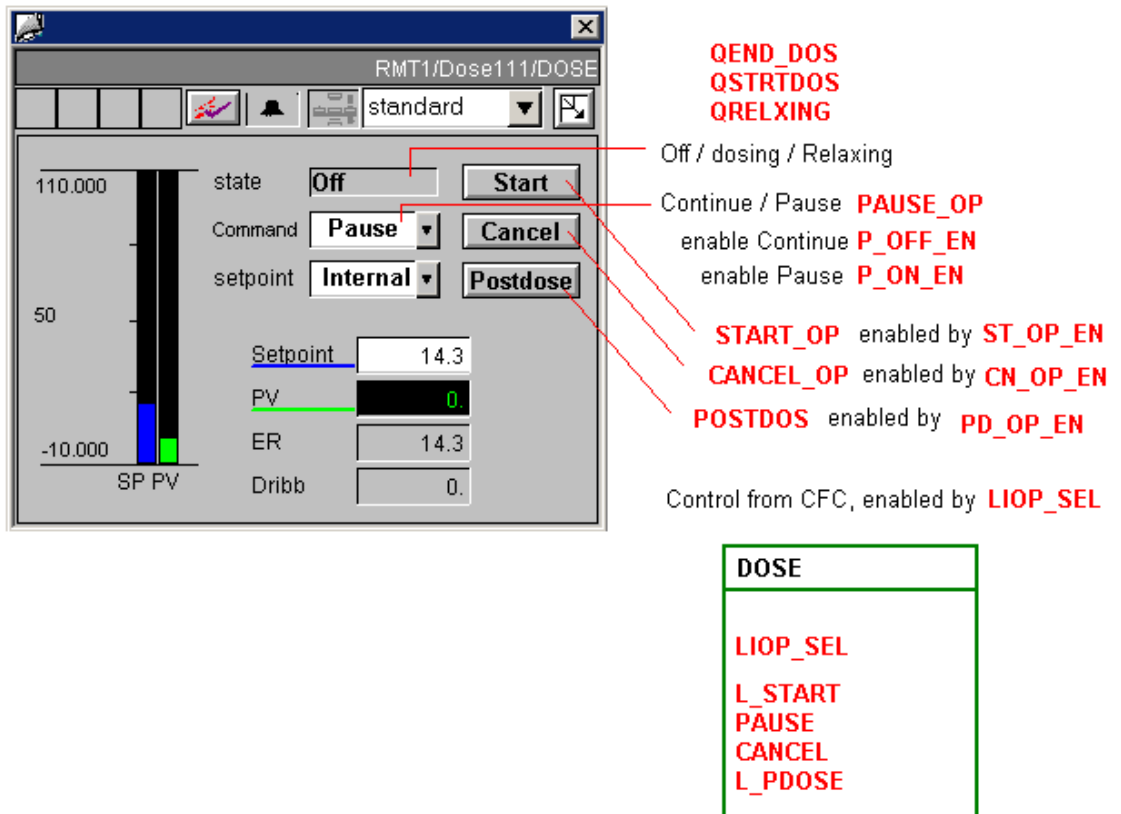 RMT1/Dose111/DOSE
standard
110.000
50
-10.000
SP PV
state Off Start
Command Pause Cancel
setpoint Internal Postdose
Setpoint 14.3
PV 0.
ER 14.3
Dribb 0.
QEND_DOS
QSTRTDOS
QRELXING
Off / dosing / Relaxing
Continue / Pause PAUSE_OP
enable Continue P_OFF_EN
enable Pause P_ON_EN
START_OP enabled by ST_OP_EN
CANCEL_OP enabled by CN_OP_EN
POSTDOS enabled by PD_OP_EN
Control from CFC, enabled by LIOP_SEL
DOSE
LIOP_SEL
L_START
PAUSE
CANCEL
L_PDOSE